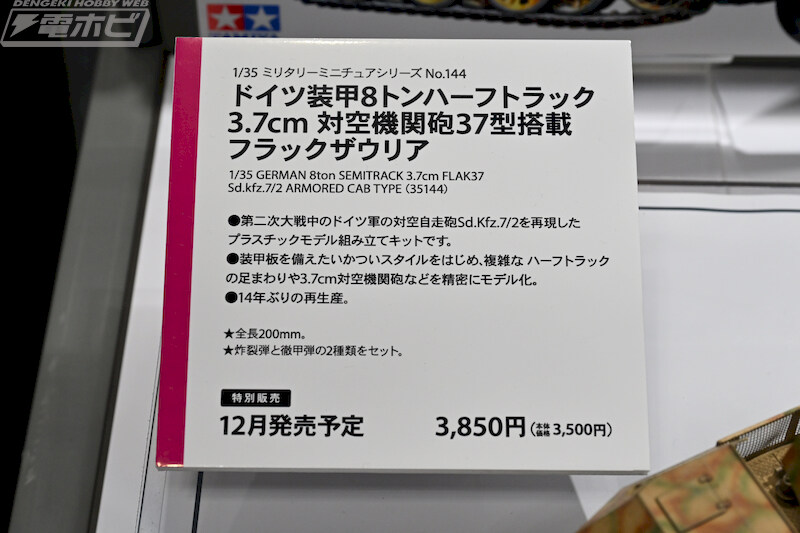 DENGEKI HOBBY WEB
電ホビ
TAMIYA
1/35 ミリタリーミニチュアシリーズ No.144
ドイツ装甲8トンハーフトラック
3.7cm 対空機関砲37型搭載
フラックザウリア
1/35 GERMAN 8ton SEMITRACK 3.7cm FLAK37
Sd.kfz.7/2 ARMORED CAB TYPE (35144)
●第二次大戦中のドイツ軍の対空自走砲Sd.Kfz.7/2を再現した
プラスチックモデル組み立てキットです。
●装甲板を備えたいかついスタイルをはじめ、複雑な ハーフトラック
の足まわりや3.7cm対空機関砲などを精密にモデル化。
●14年ぶりの再生産。
★全長200mm。
★炸裂弾と徹甲弾の2種類をセット。
特別販売
12月発売予定 3,850円(本体価格 3,500円)